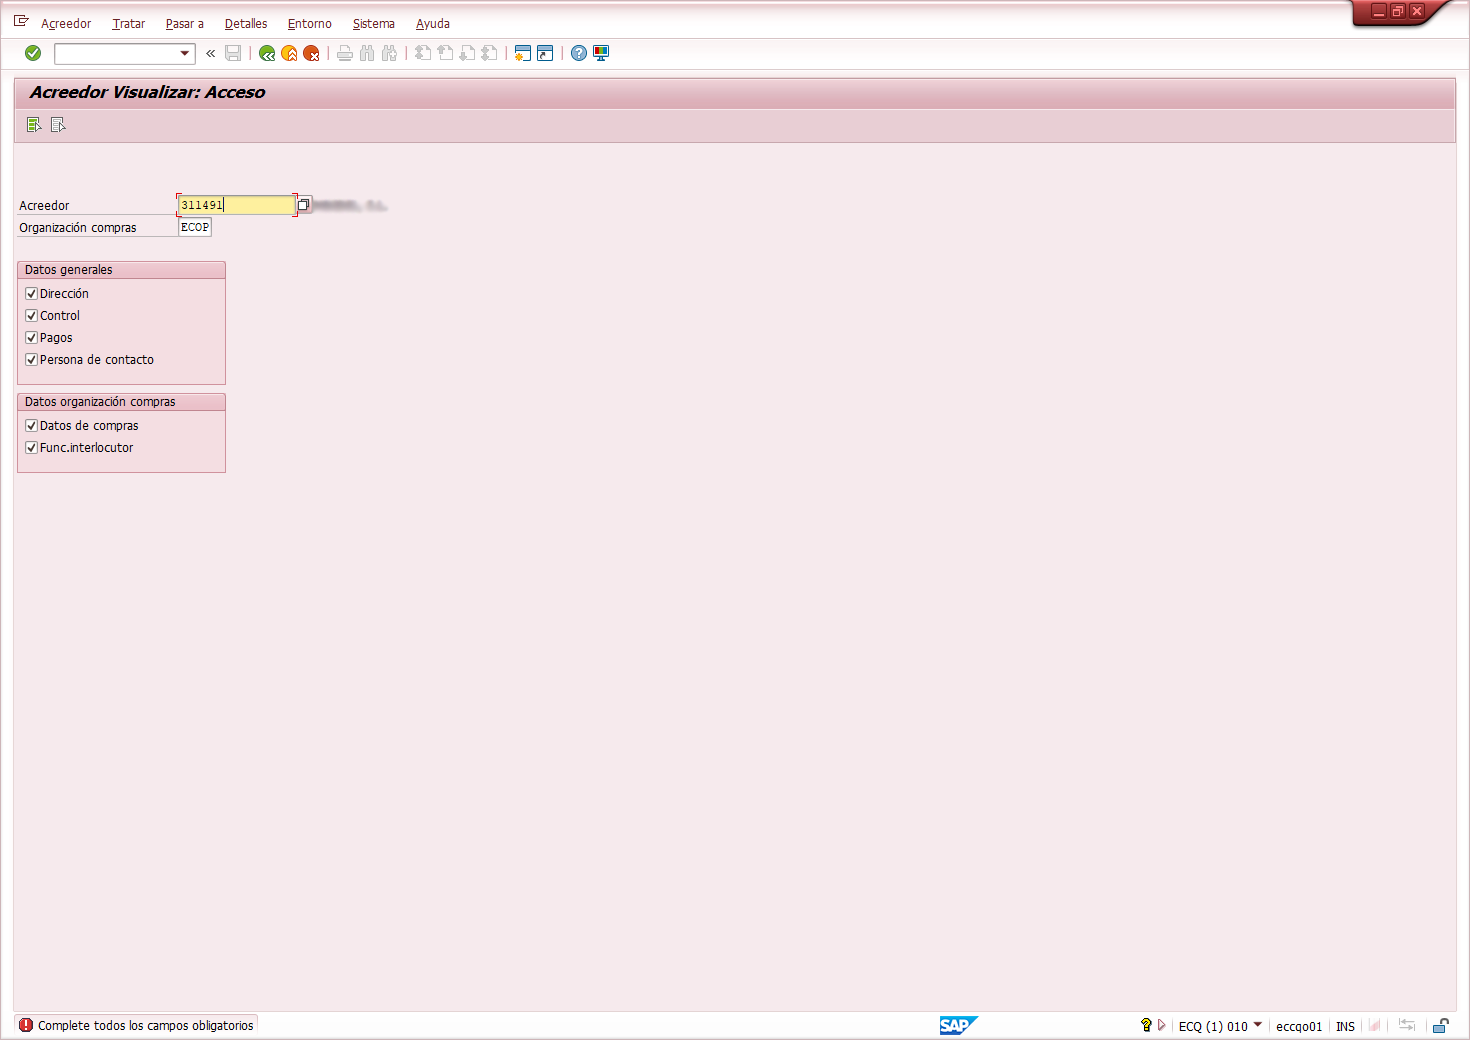 Acreedor Tratar Pasar a Detalles Entorno Sistema Ayuda
Acreedor Visualizar: Acceso
Acreedor 311491
Organización compras ECOP
Datos generales
Dirección
Control
Pagos
Persona de contacto
Datos organización compras
Datos de compras
Func.interlocutor
Complete todos los campos obligatorios SAP ECQ (1) 010 eccqo01 INS